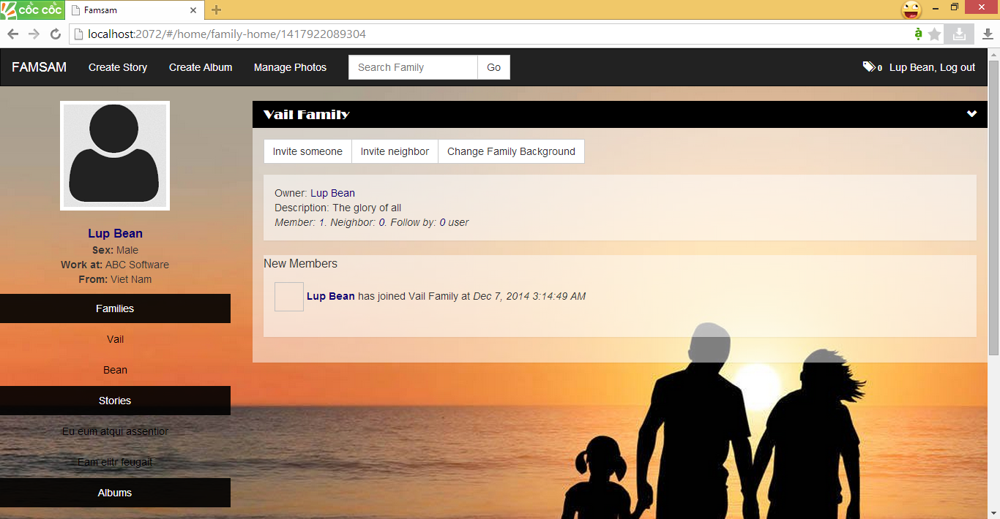 cốc cốc Famsam
localhost:2072/#/home/family-home/1417922089304 à
FAMSAM Create Story Create Album Manage Photos Search Family Go 0 Lup Bean, Log out
Vail Family
Invite someone Invite neighbor Change Family Background
Owner: Lup Bean
Description: The glory of all
Member: 1. Neighbor: 0. Follow by: 0 user
New Members
Lup Bean has joined Vail Family at Dec 7, 2014 3:14:49 AM
Lup Bean
Sex: Male
Work at: ABC Software
From: Viet Nam
Families
Vail
Bean
Stories
Eu eum atqui assentior
Eam elitr feugait
Albums